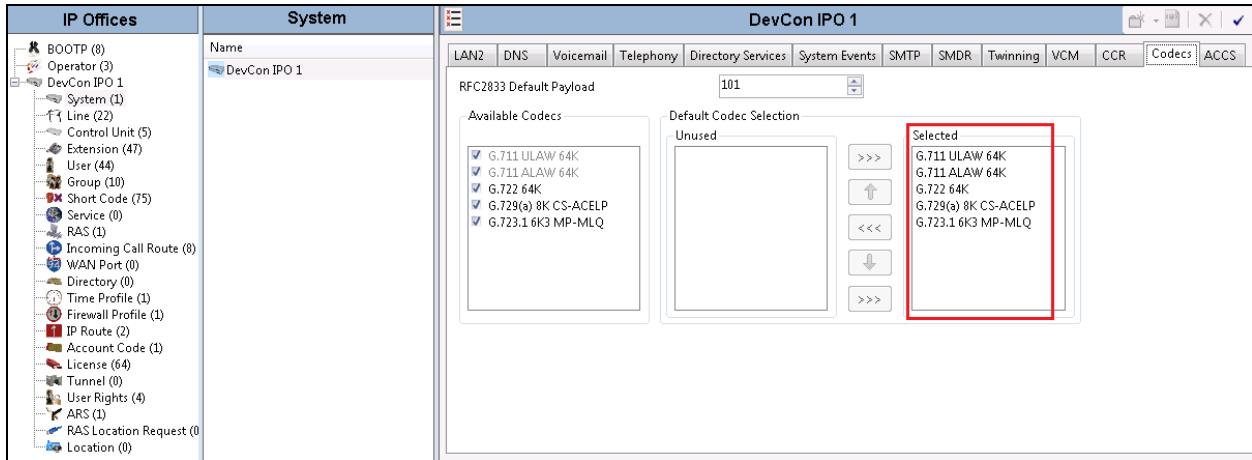 IP Offices
BOOTP (8)
Operator (3)
DevCon IPO 1
System (1)
Line (22)
Control Unit (5)
Extension (47)
User (44)
Group (10)
Short Code (75)
Service (0)
RAS (1)
Incoming Call Route (8)
WAN Port (0)
Directory (0)
Time Profile (1)
Firewall Profile (1)
IP Route (2)
Account Code (1)
License (64)
Tunnel (0)
User Rights (4)
ARS (1)
RAS Location Request (0
Location (0)
System
Name
DevCon IPO 1
DevCon IPO 1
LAN2 DNS Voicemail Telephony Directory Services System Events SMTP SMDR Twinning VCM CCR Codecs ACCS
RFC2833 Default Payload 101
Available Codecs
G.711 ULAW 64K
G.711 ALAW 64K
G.722 64K
G.729(a) 8K CS-ACELP
G.723.1 6K3 MP-MLQ
Default Codec Selection
Unused
>>>
<<<
>>>
Selected
G.711 ULAW 64K
G.711 ALAW 64K
G.722 64K
G.729(a) 8K CS-ACELP
G.723.1 6K3 MP-MLQ